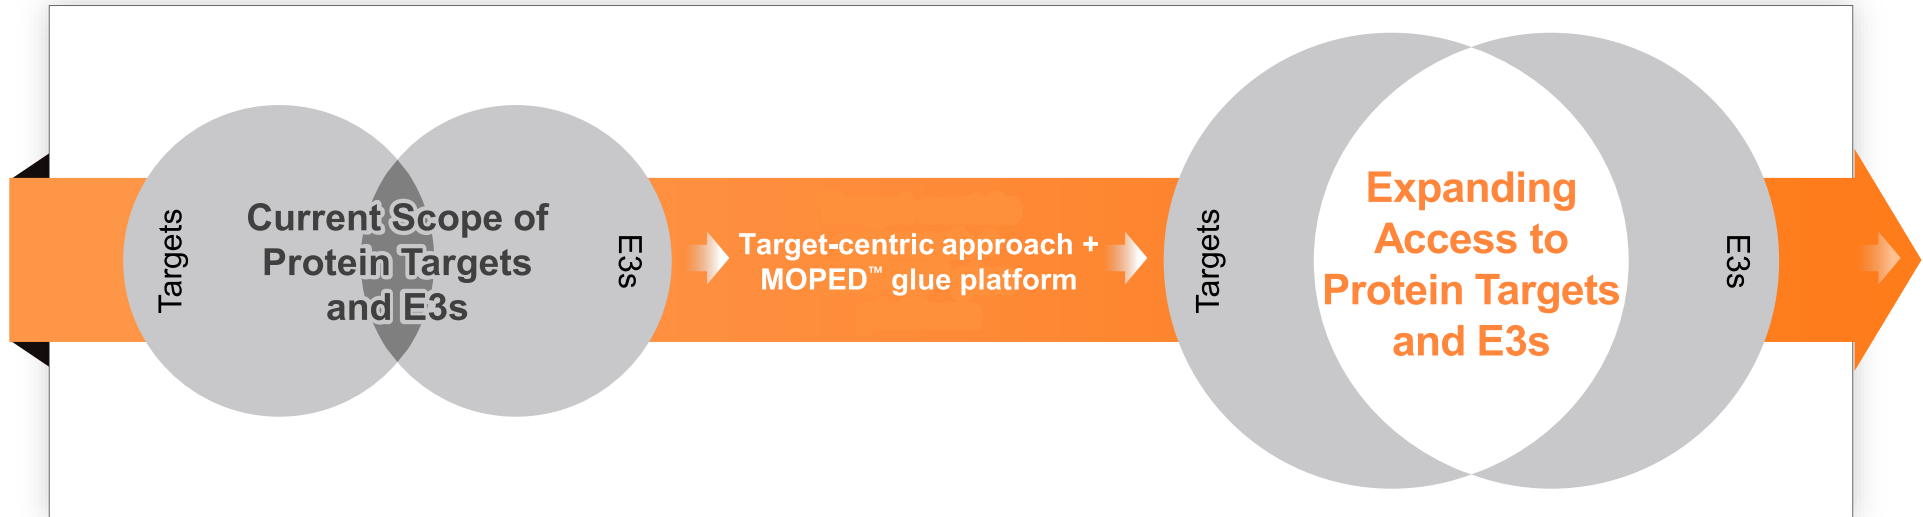 Targets
Current Scope of
Protein Targets
and E3s
E3s
Target-centric approach +
MOPED™ glue platform
Targets
Expanding
Access to
Protein Targets
and E3s
E3s